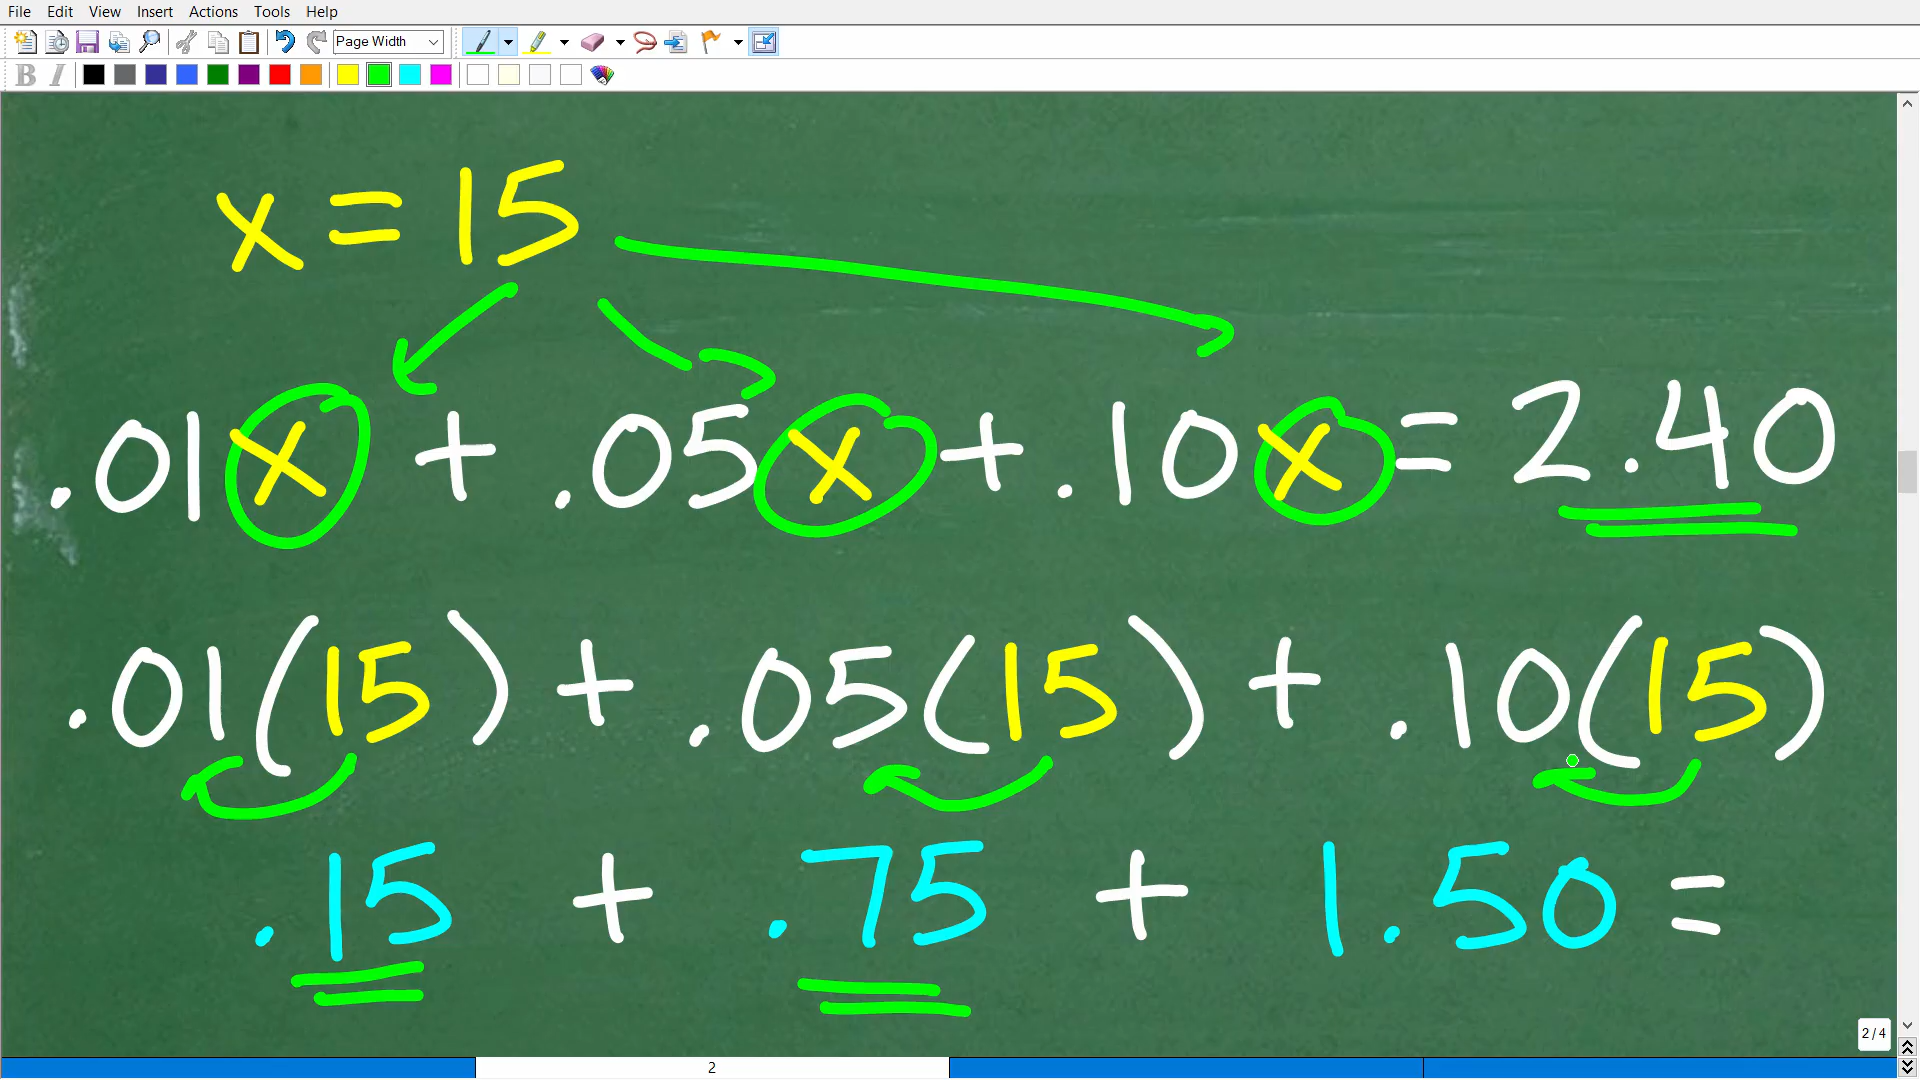 File Edit View Insert Actions Tools Help
Page Width
B I
x = 15
.01x + .05x + .10x = 2.40
.01(15) + .05(15) + .10(15)
.15 + .75 + 1.50 =
2 / 4
2